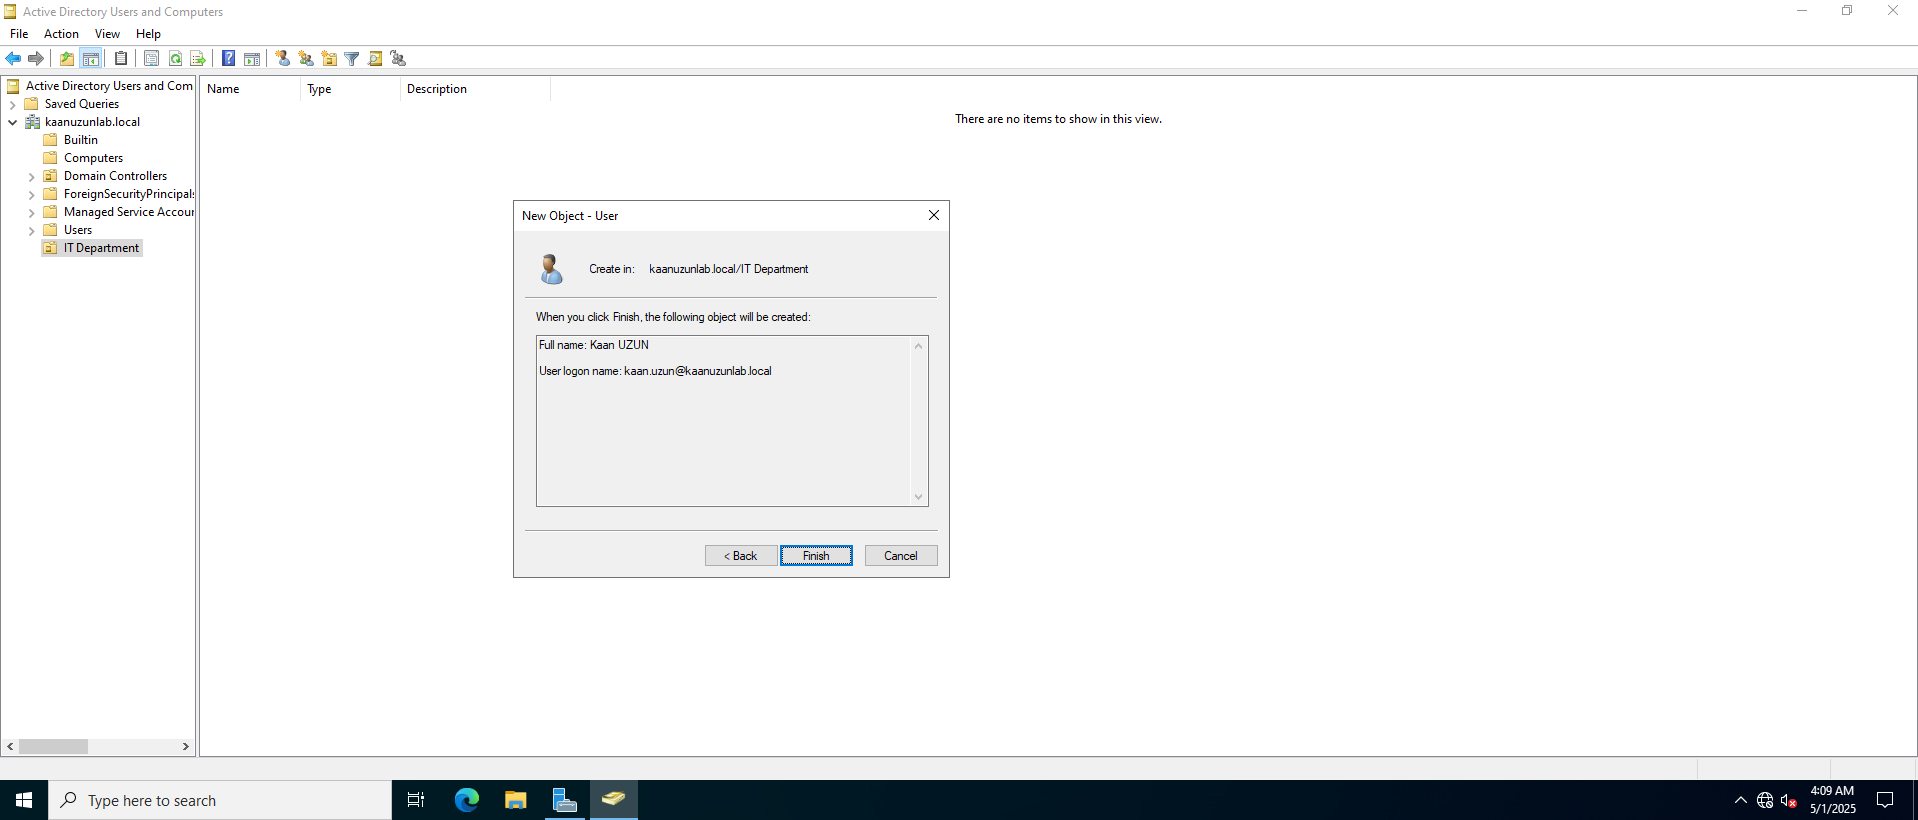 Active Directory Users and Computers
File Action View Help
Active Directory Users and Com
Saved Queries
kaanuzunlab.local
Builtin
Computers
Domain Controllers
ForeignSecurityPrincipals
Managed Service Accour
Users
IT Department
Name Type Description
There are no items to show in this view.
New Object - User
Create in: kaanuzunlab.local/IT Department
When you click Finish, the following object will be created:
Full name: Kaan UZUN
User logon name: kaan.uzun@kaanuzunlab.local
< Back Finish Cancel
Type here to search
4:09 AM
5/1/2025